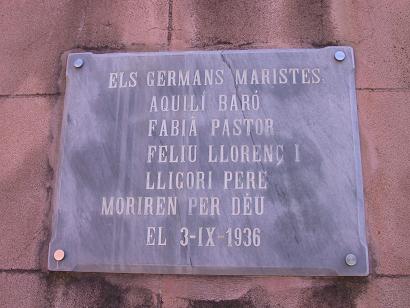 ELS GERMANS MARISTES
AQUILÍ BARÓ
FABIÀ PASTOR
FELIU LLORENÇ I
LLIGORI PERE
MORIREN PER DÉU
EL 3-IX-1936